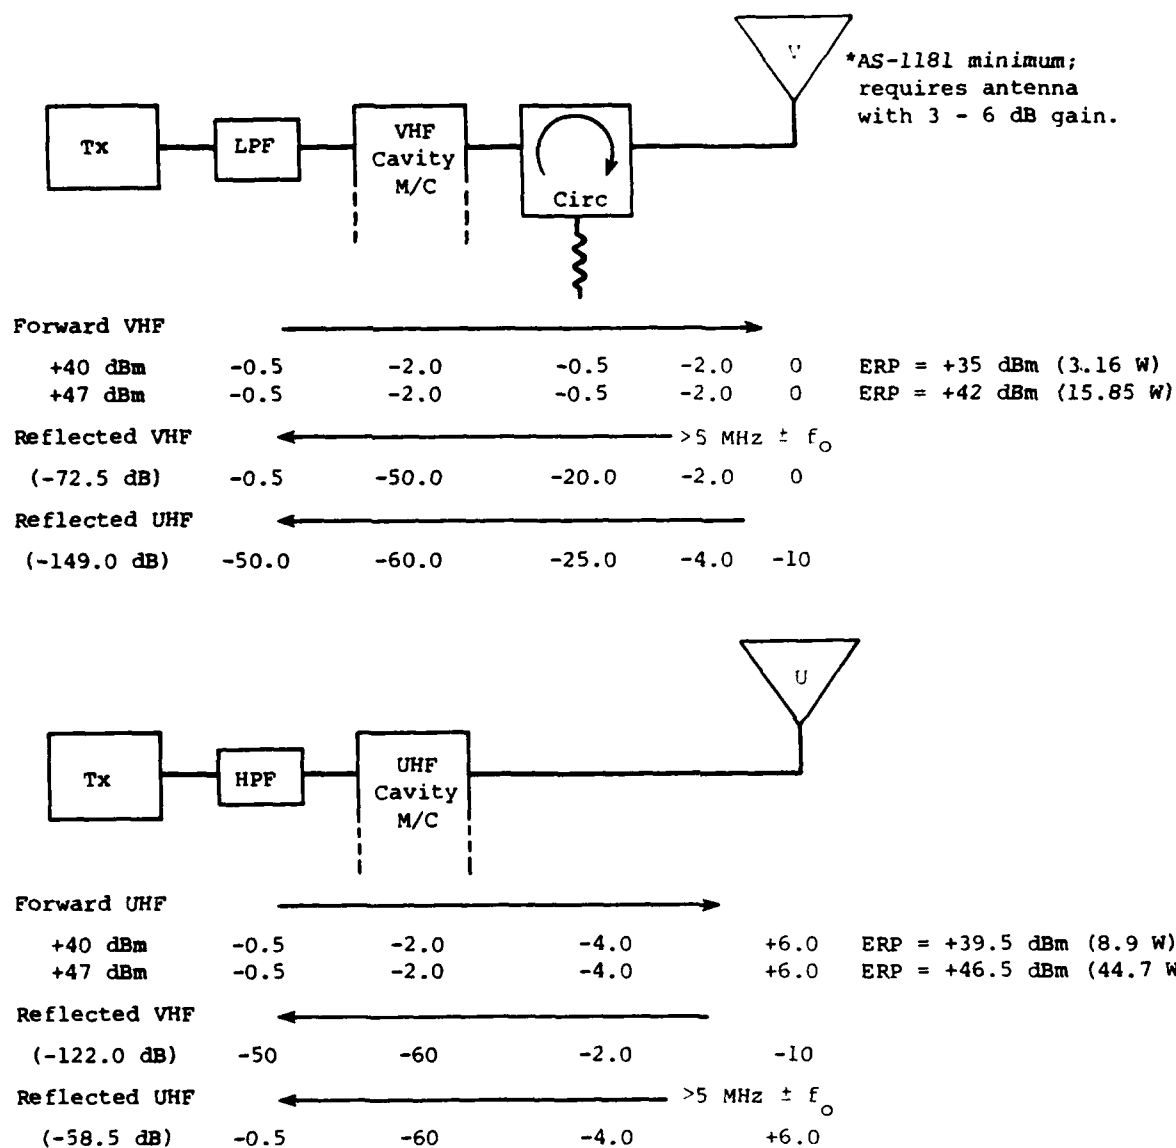 V
*AS-1181 minimum;
requires antenna
with 3 - 6 dB gain.
Tx
LPF
VHF
Cavity
M/C
Circ
Forward VHF
+40 dBm -0.5 -2.0 -0.5 -2.0 0 ERP = +35 dBm (3.16 W)
+47 dBm -0.5 -2.0 -0.5 -2.0 0 ERP = +42 dBm (15.85 W)
Reflected VHF >5 MHz ± fO
(-72.5 dB) -0.5 -50.0 -20.0 -2.0 0
Reflected UHF
(-149.0 dB) -50.0 -60.0 -25.0 -4.0 -10
U
Tx
HPF
UHF
Cavity
M/C
Forward UHF
+40 dBm -0.5 -2.0 -4.0 +6.0 ERP = +39.5 dBm (8.9 W)
+47 dBm -0.5 -2.0 -4.0 +6.0 ERP = +46.5 dBm (44.7 W
Reflected VHF
(-122.0 dB) -50 -60 -2.0 -10
Reflected UHF >5 MHz ± fO
(-58.5 dB) -0.5 -60 -4.0 +6.0